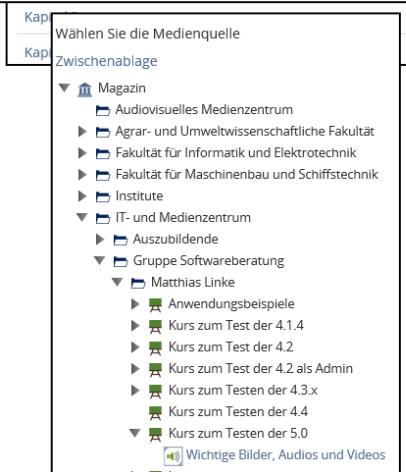 Wählen Sie die Medienquelle
Zwischenablage
Magazin
Audiovisuelles Medienzentrum
Agrar- und Umweltwissenschaftliche Fakultät
Fakultät für Informatik und Elektrotechnik
Fakultät für Maschinenbau und Schiffstechnik
Institute
IT- und Medienzentrum
Auszubildende
Gruppe Softwareberatung
Matthias Linke
Anwendungsbeispiele
Kurs zum Test der 4.1.4
Kurs zum Test der 4.2
Kurs zum Test der 4.2 als Admin
Kurs zum Testen der 4.3.x
Kurs zum Testen der 4.4
Kurs zum Testen der 5.0
Wichtige Bilder, Audios und Videos